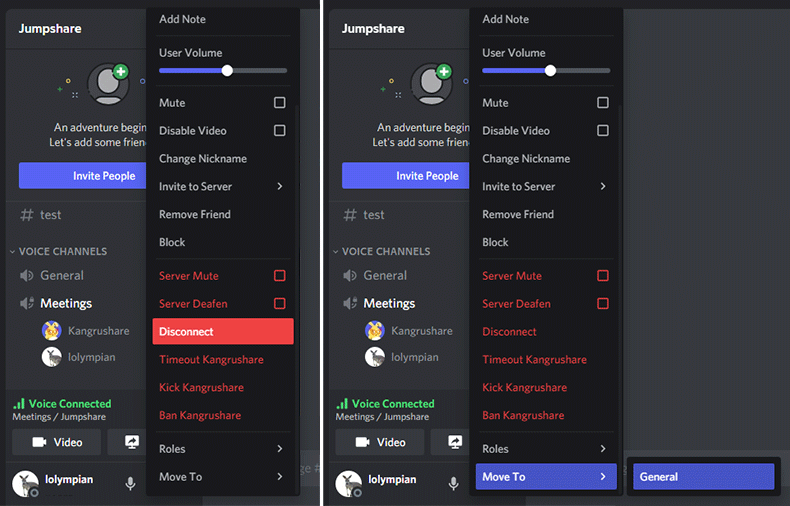 Jumpshare
An adventure begin
Let's add some frien
Invite People
# test
VOICE CHANNELS
General
Meetings
Kangrushare
lolympian
Voice Connected
Meetings / Jumpshare
Video
lolympian
Add Note
User Volume
Mute
Disable Video
Change Nickname
Invite to Server
Remove Friend
Block
Server Mute
Server Deafen
Disconnect
Timeout Kangrushare
Kick Kangrushare
Ban Kangrushare
Roles
Move To
ge #
Jumpshare
An adventure begin
Let's add some frien
Invite People
# test
VOICE CHANNELS
General
Meetings
Kangrushare
lolympian
Voice Connected
Meetings / Jumpshare
Video
lolympian
Add Note
User Volume
Mute
Disable Video
Change Nickname
Invite to Server
Remove Friend
Block
Server Mute
Server Deafen
Disconnect
Timeout Kangrushare
Kick Kangrushare
Ban Kangrushare
Roles
Move To
General